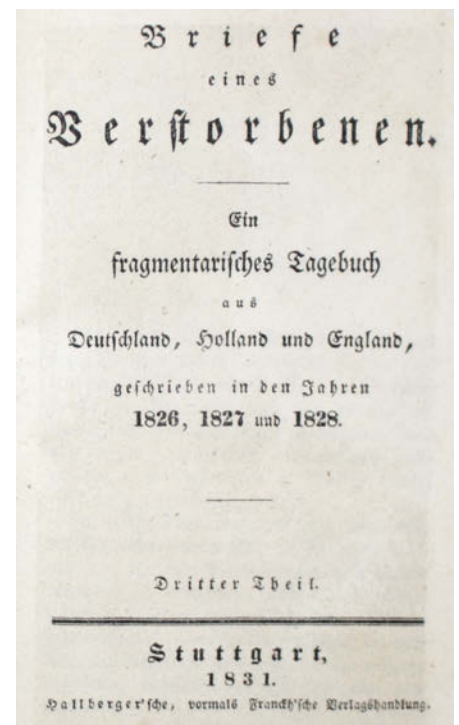 Briefe
eines
Verstorbenen.
Ein
fragmentarisches Tagebuch
aus
Deutschland, Holland und England,
geschrieben in den Jahren
1826, 1827 und 1828.
Dritter Theil.
Stuttgart,
1831.
Hallberger'sche, vormals Franckh'sche Verlagshandlung.